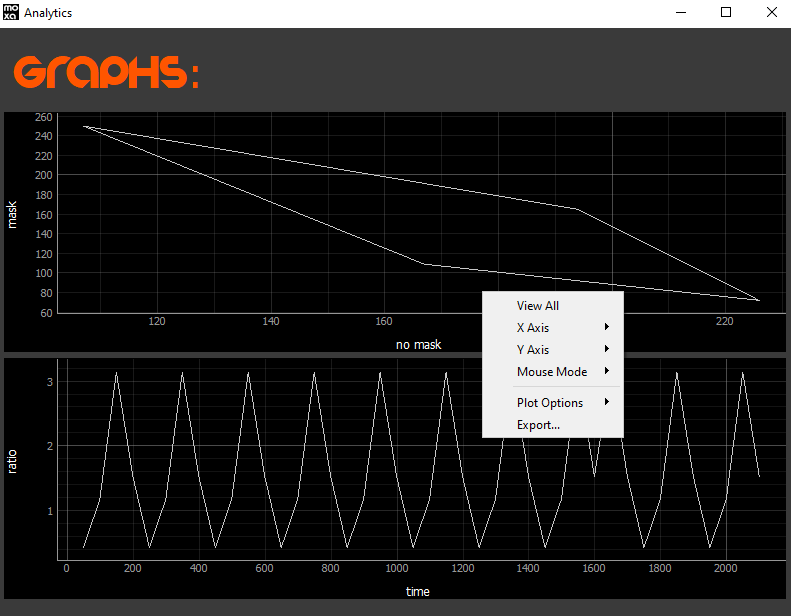 moxa Analytics
GraPHS:
260
240
220
200
180
160
140
120
100
80
60
mask
120
140
160
220
no mask
View All
X Axis
Y Axis
Mouse Mode
Plot Options
Export...
3
2
1
ratio
0
200
400
600
800
1000
1200
1400
1600
1800
2000
time